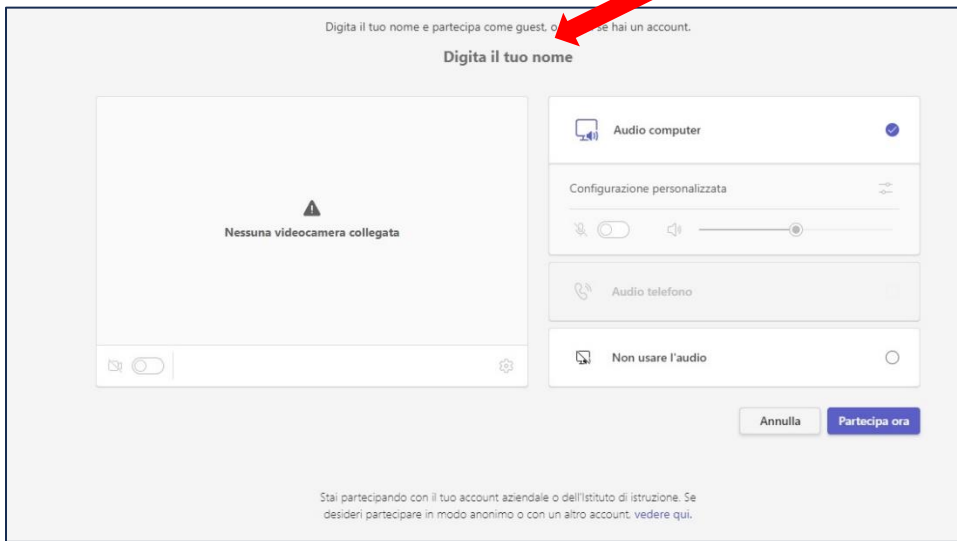 Digita il tuo nome e partecipa come guest, o se hai un account.
Digita il tuo nome
Nessuna videocamera collegata
Audio computer
Configurazione personalizzata
Audio telefono
Non usare l'audio
Annulla
Partecipa ora
Stai partecipando con il tuo account aziendale o dell'Istituto di istruzione. Se
desideri partecipare in modo anonimo o con un altro account, vedere qui.